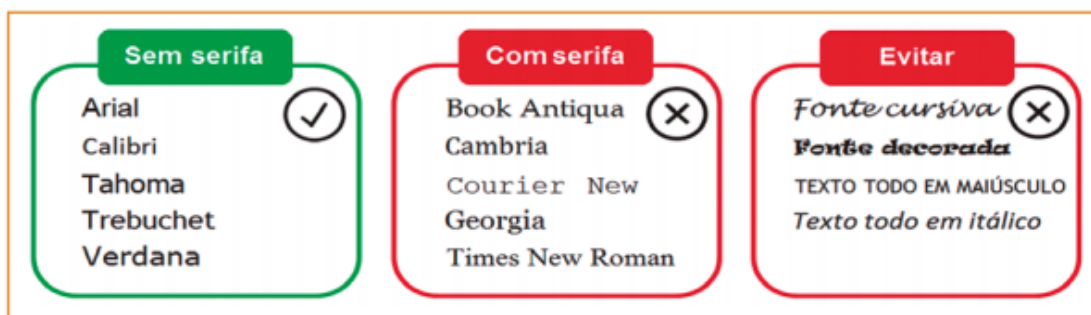 Sem serifa
Arial
Calibri
Tahoma
Trebuchet
Verdana
Com serifa
Book Antiqua
Cambria
Courier New
Georgia
Times New Roman
Evitar
Fonte cursiva
Fonte decorada
TEXTO TODO EM MAIÚSCULO
Texto todo em itálico